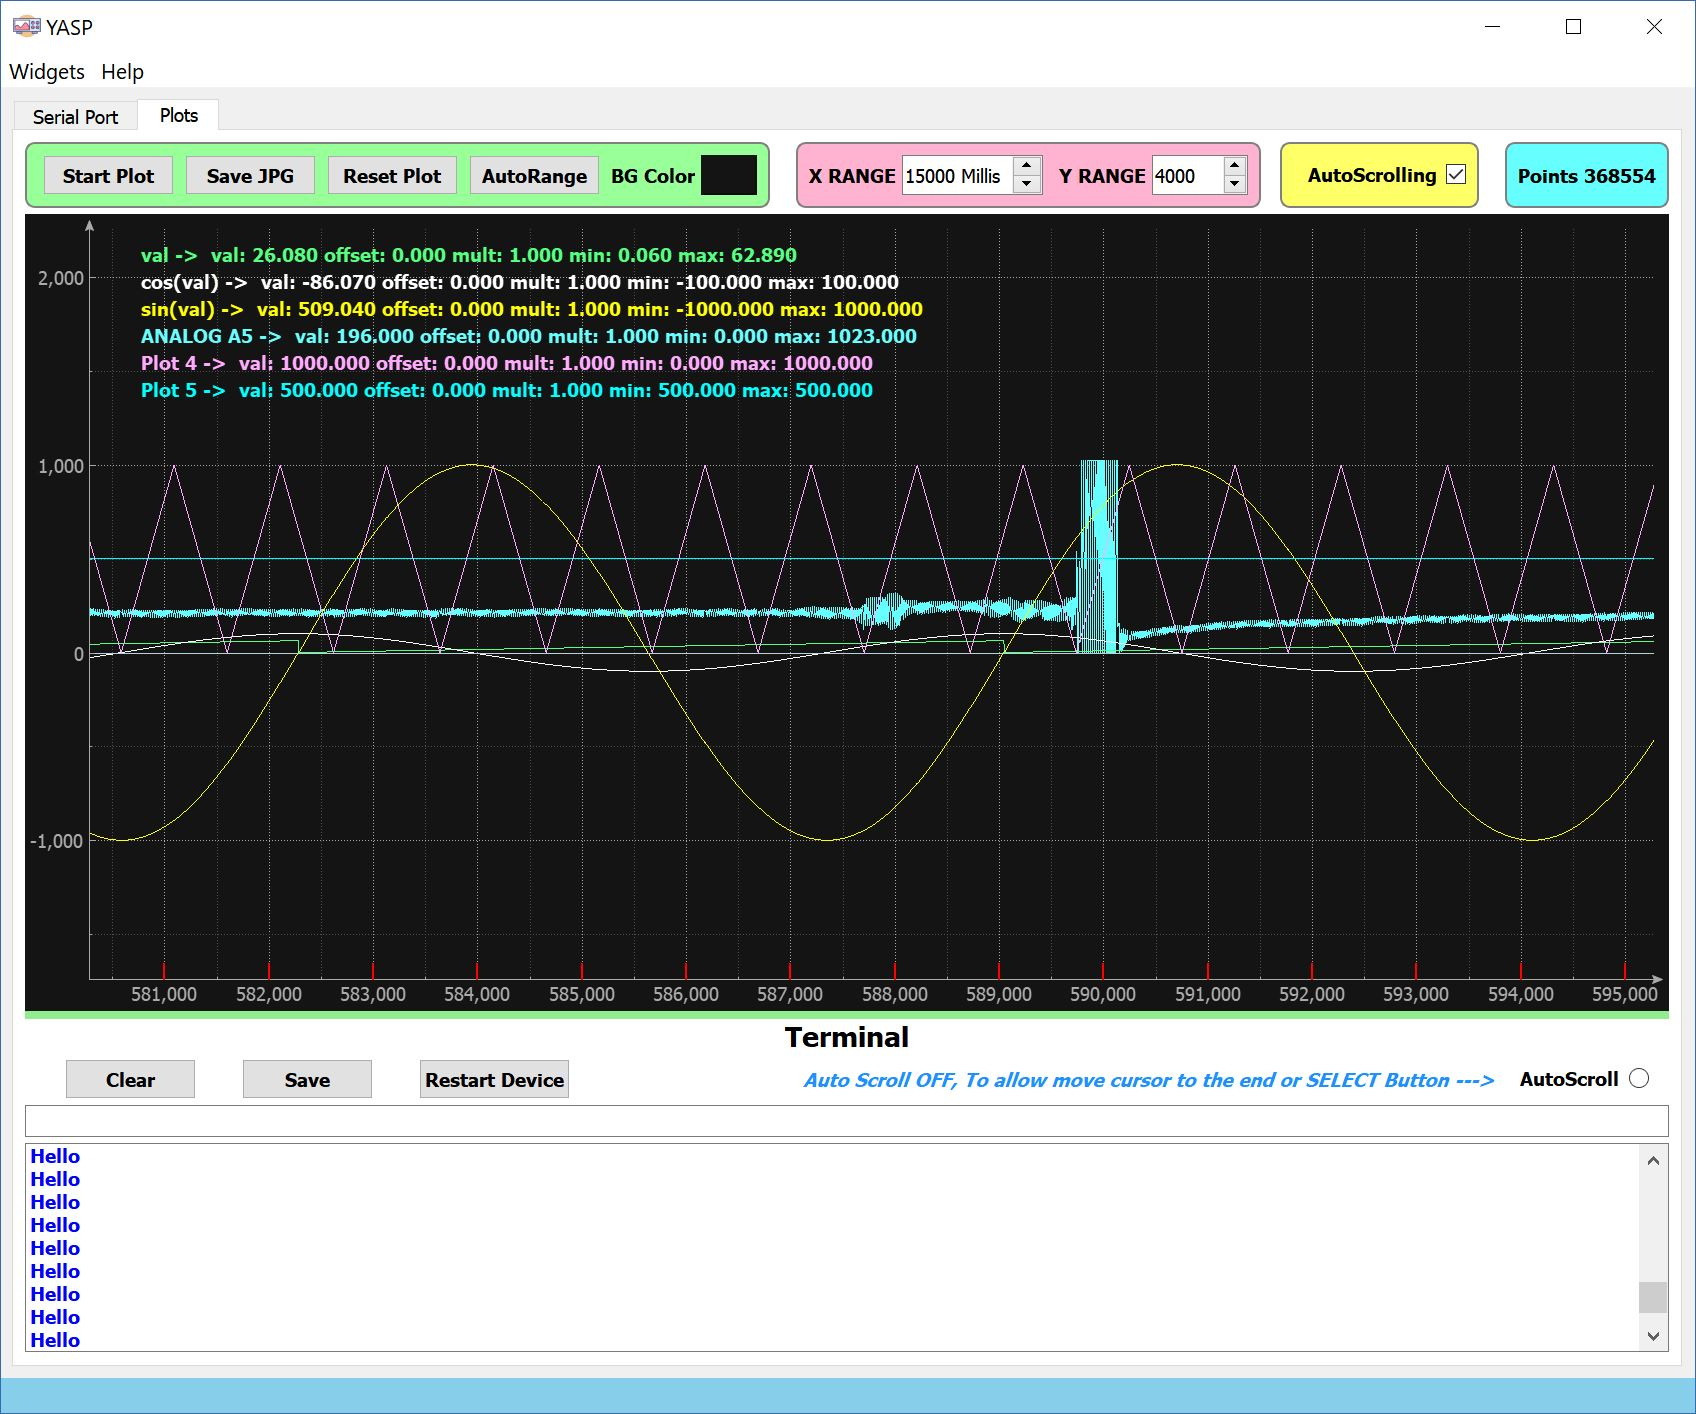 YASP
Widgets Help
Serial Port Plots
Start Plot Save JPG Reset Plot AutoRange BG Color X RANGE 15000 Millis Y RANGE 4000 AutoScrolling Points 368554
val -> val: 26.080 offset: 0.000 mult: 1.000 min: 0.060 max: 62.890
cos(val) -> val: -86.070 offset: 0.000 mult: 1.000 min: -100.000 max: 100.000
sin(val) -> val: 509.040 offset: 0.000 mult: 1.000 min: -1000.000 max: 1000.000
ANALOG A5 -> val: 196.000 offset: 0.000 mult: 1.000 min: 0.000 max: 1023.000
Plot 4 -> val: 1000.000 offset: 0.000 mult: 1.000 min: 0.000 max: 1000.000
Plot 5 -> val: 500.000 offset: 0.000 mult: 1.000 min: 500.000 max: 500.000
2,000
1,000
0
-1,000
581,000 582,000 583,000 584,000 585,000 586,000 587,000 588,000 589,000 590,000 591,000 592,000 593,000 594,000 595,000
Terminal
Clear Save Restart Device Auto Scroll OFF, To allow move cursor to the end or SELECT Button ---> AutoScroll
Hello
Hello
Hello
Hello
Hello
Hello
Hello
Hello
Hello